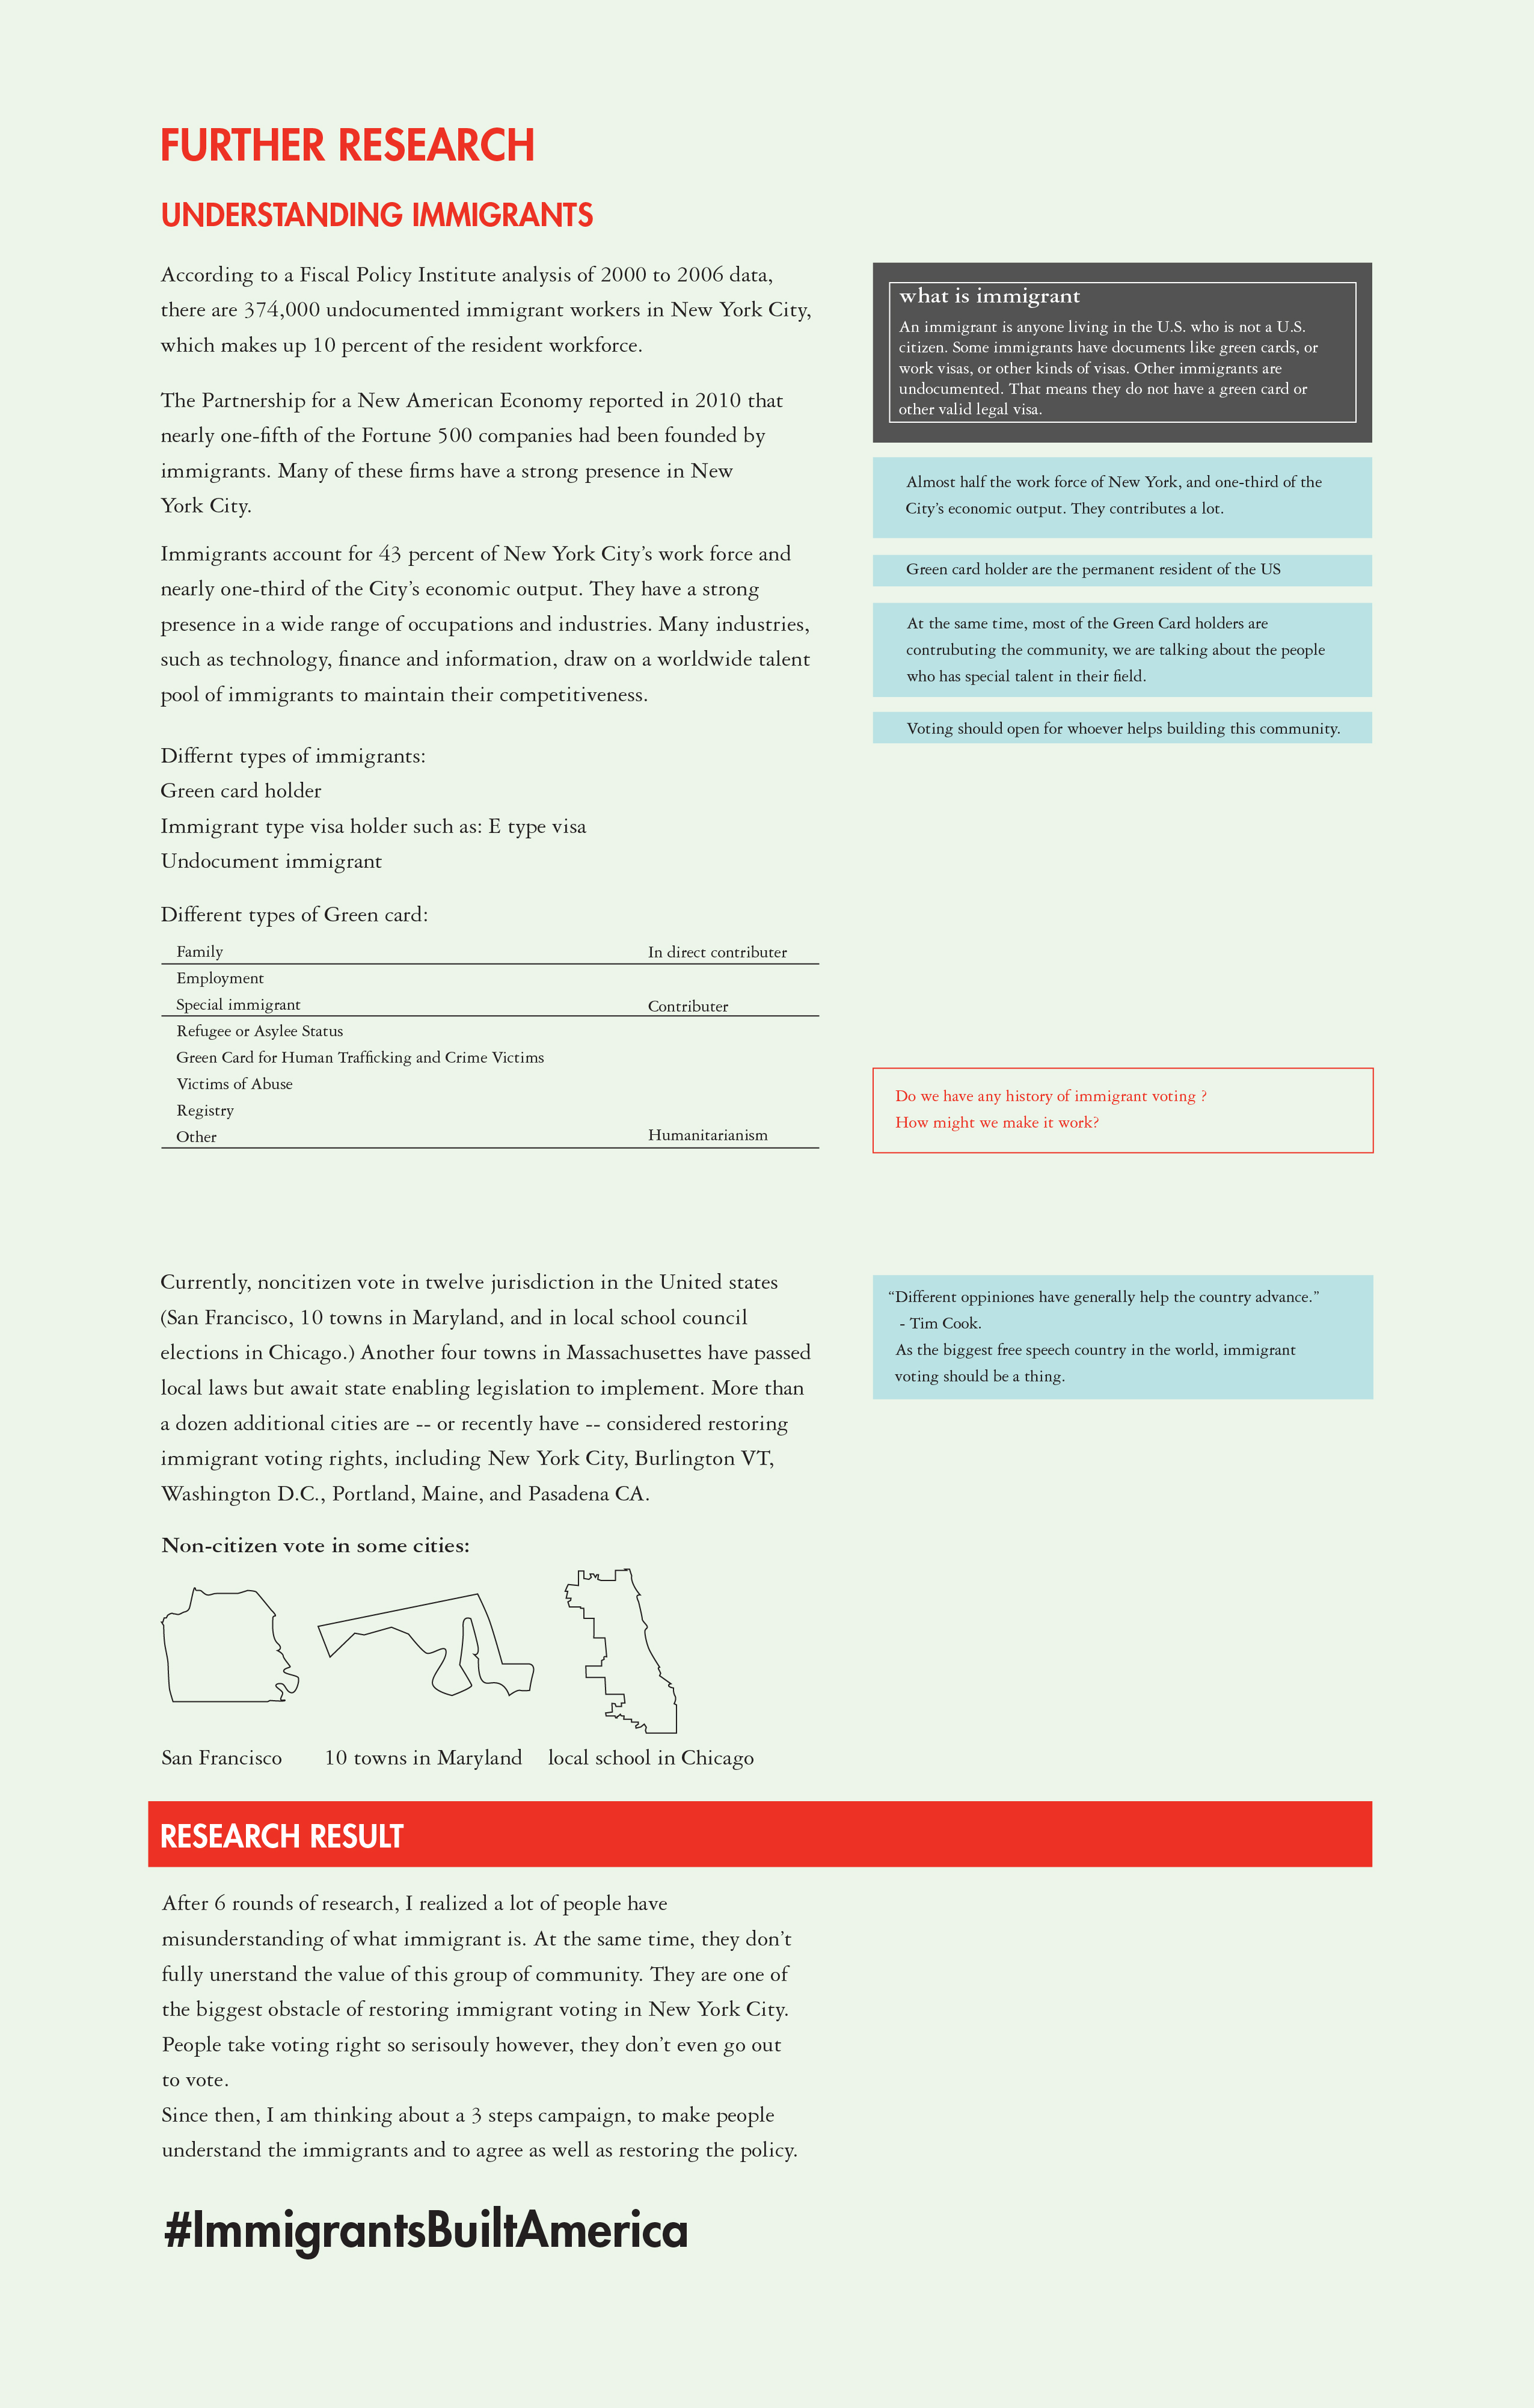 FURTHER RESEARCH
UNDERSTANDING IMMIGRANTS
According to a Fiscal Policy Institute analysis of 2000 to 2006 data,
there are 374,000 undocumented immigrant workers in New York City,
which makes up 10 percent of the resident workforce.
The Partnership for a New American Economy reported in 2010 that
nearly one-fifth of the Fortune 500 companies had been founded by
immigrants. Many of these firms have a strong presence in New
York City.
Immigrants account for 43 percent of New York City’s work force and
nearly one-third of the City’s economic output. They have a strong
presence in a wide range of occupations and industries. Many industries,
such as technology, finance and information, draw on a worldwide talent
pool of immigrants to maintain their competitiveness.
Differnt types of immigrants:
Green card holder
Immigrant type visa holder such as: E type visa
Undocument immigrant
Different types of Green card:
Family In direct contributer
Employment
Special immigrant Contributer
Refugee or Asylee Status
Green Card for Human Trafficking and Crime Victims
Victims of Abuse
Registry
Other Humanitarianism
what is immigrant
An immigrant is anyone living in the U.S. who is not a U.S.
citizen. Some immigrants have documents like green cards, or
work visas, or other kinds of visas. Other immigrants are
undocumented. That means they do not have a green card or
other valid legal visa.
Almost half the work force of New York, and one-third of the
City’s economic output. They contributes a lot.
Green card holder are the permanent resident of the US
At the same time, most of the Green Card holders are
contrubuting the community, we are talking about the people
who has special talent in their field.
Voting should open for whoever helps building this community.
Do we have any history of immigrant voting ?
How might we make it work?
Currently, noncitizen vote in twelve jurisdiction in the United states
(San Francisco, 10 towns in Maryland, and in local school council
elections in Chicago.) Another four towns in Massachusettes have passed
local laws but await state enabling legislation to implement. More than
a dozen additional cities are -- or recently have -- considered restoring
immigrant voting rights, including New York City, Burlington VT,
Washington D.C., Portland, Maine, and Pasadena CA.
“Different oppiniones have generally help the country advance.”
- Tim Cook.
As the biggest free speech country in the world, immigrant
voting should be a thing.
Non-citizen vote in some cities:
San Francisco 10 towns in Maryland local school in Chicago
RESEARCH RESULT
After 6 rounds of research, I realized a lot of people have
misunderstanding of what immigrant is. At the same time, they don’t
fully unerstand the value of this group of community. They are one of
the biggest obstacle of restoring immigrant voting in New York City.
People take voting right so serisouly however, they don’t even go out
to vote.
Since then, I am thinking about a 3 steps campaign, to make people
understand the immigrants and to agree as well as restoring the policy.
#ImmigrantsBuiltAmerica